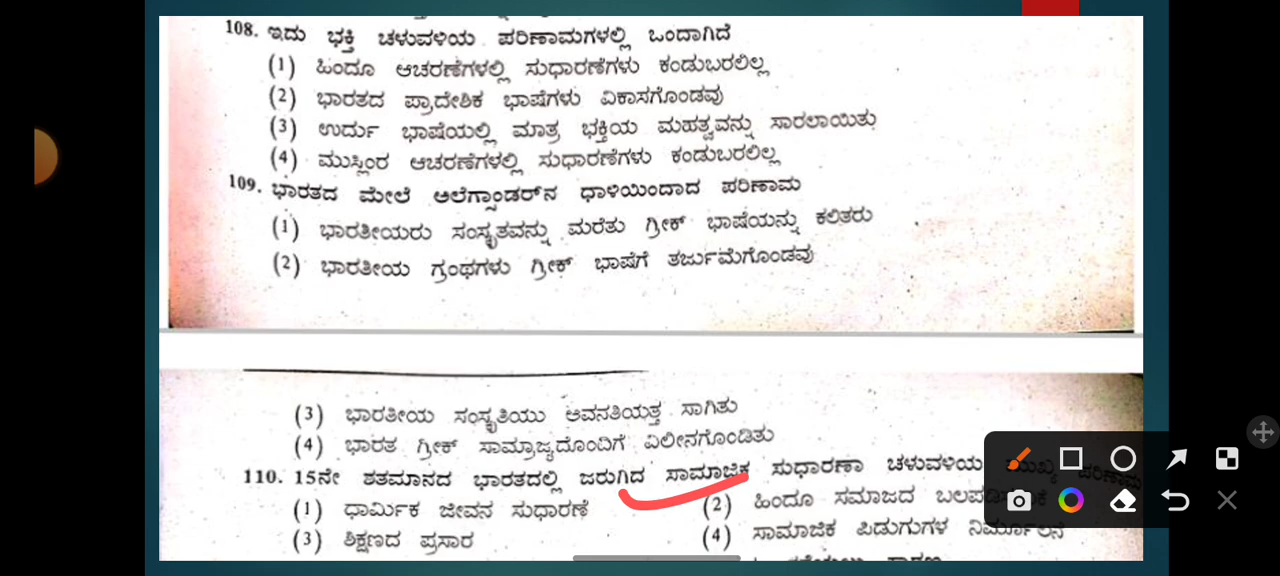 108. ಇದು ಭಕ್ತಿ ಚಳುವಳಿಯ ಪರಿಣಾಮಗಳಲ್ಲಿ ಒಂದಾಗಿದೆ
(1) ಹಿಂದೂ ಆಚರಣೆಗಳಲ್ಲಿ ಸುಧಾರಣೆಗಳು ಕಂಡುಬರಲಿಲ್ಲ
(2) ಭಾರತದ ಪ್ರಾದೇಶಿಕ ಭಾಷೆಗಳು ವಿಕಾಸಗೊಂಡವು
(3) ಉರ್ದು ಭಾಷೆಯಲ್ಲಿ ಮಾತ್ರ ಭಕ್ತಿಯ ಮಹತ್ವವನ್ನು ಸಾರಲಾಯಿತು
(4) ಮುಸ್ಲಿಂರ ಆಚರಣೆಗಳಲ್ಲಿ ಸುಧಾರಣೆಗಳು ಕಂಡುಬರಲಿಲ್ಲ
109. ಭಾರತದ ಮೇಲೆ ಅಲೆಗ್ಸಾಂಡರ್‌ನ ಧಾಳಿಯಿಂದಾದ ಪರಿಣಾಮ
(1) ಭಾರತೀಯರು ಸಂಸ್ಕೃತವನ್ನು ಮರೆತು ಗ್ರೀಕ್ ಭಾಷೆಯನ್ನು ಕಲಿತರು
(2) ಭಾರತೀಯ ಗ್ರಂಥಗಳು ಗ್ರೀಕ್ ಭಾಷೆಗೆ ತರ್ಜುಮೆಗೊಂಡವು
(3) ಭಾರತೀಯ ಸಂಸ್ಕೃತಿಯು ಅವನತಿಯತ್ತ ಸಾಗಿತು
(4) ಭಾರತ ಗ್ರೀಕ್ ಸಾಮ್ರಾಜ್ಯದೊಂದಿಗೆ ವಿಲೀನಗೊಂಡಿತು
110. 15ನೇ ಶತಮಾನದ ಭಾರತದಲ್ಲಿ ಜರುಗಿದ ಸಾಮಾಜಿಕ ಸುಧಾರಣಾ ಚಳುವಳಿಯ ಮುಖ್ಯ ಪರಿಣಾಮ
(1) ಧಾರ್ಮಿಕ ಜೀವನ ಸುಧಾರಣೆ (2) ಹಿಂದೂ ಸಮಾಜದ
(3) ಶಿಕ್ಷಣದ ಪ್ರಸಾರ (4) ಸಾಮಾಜಿಕ ಪಿಡುಗುಗಳ ನಿರ್ಮೂಲನೆ